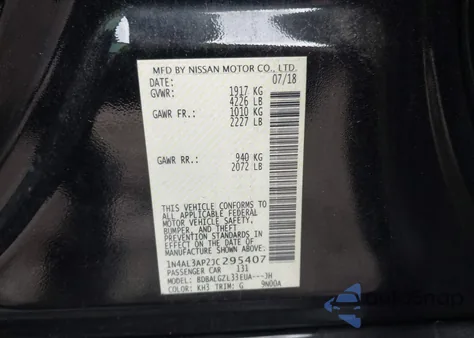 MFD BY NISSAN MOTOR CO., LTD.
DATE: 07/18
GVWR: 1917 KG
4226 LB
GAWR FR.: 1010 KG
2227 LB
GAWR RR.: 940 KG
2072 LB
THIS VEHICLE CONFORMS TO
ALL APPLICABLE FEDERAL
MOTOR VEHICLE SAFETY,
BUMPER, AND THEFT
PREVENTION STANDARDS IN
EFFECT ON THE DATE OF
MANUFACTURE SHOWN ABOVE:
1N4AL3AP2JC295407
PASSENGER CAR 131
MODEL: BDBALGZL33EUA---JH
COLOR: KH3 TRIM: G 9N00A